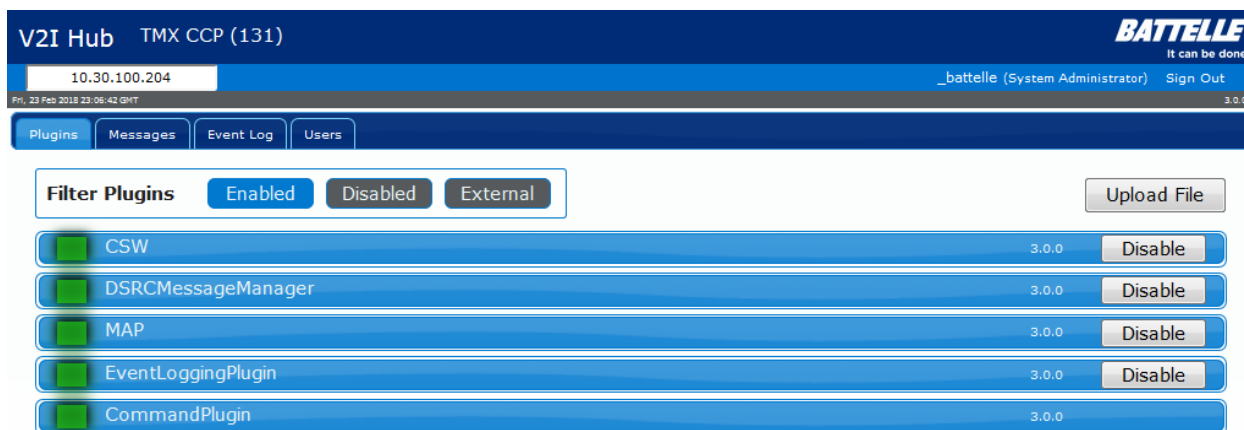 V2I Hub TMX CCP (131) BATTELLE
It can be done
10.30.100.204 _battelle (System Administrator) Sign Out
Fri, 23 Feb 2018 23:06:42 GMT 3.0.0
Plugins Messages Event Log Users
Filter Plugins Enabled Disabled External Upload File
CSW 3.0.0 Disable
DSRCMessageManager 3.0.0 Disable
MAP 3.0.0 Disable
EventLoggingPlugin 3.0.0 Disable
CommandPlugin 3.0.0